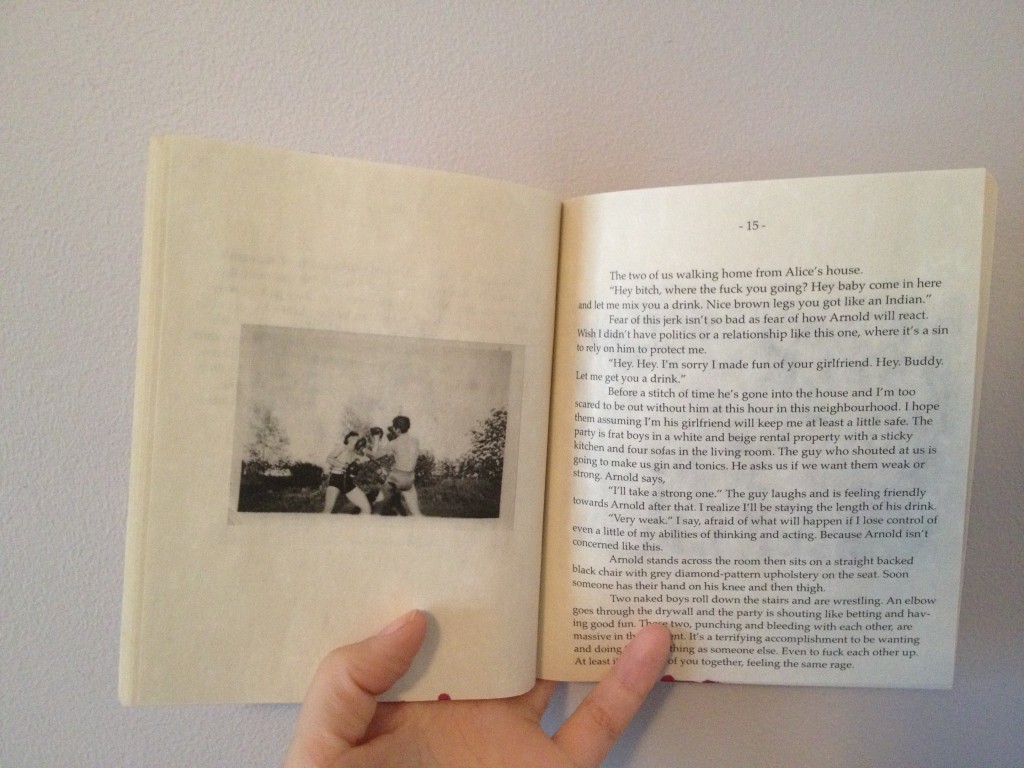 - 15 -
The two of us walking home from Alice's house.
"Hey bitch, where the fuck you going? Hey baby come in here
and let me mix you a drink. Nice brown legs you got like an Indian."
Fear of this jerk isn't so bad as fear of how Arnold will react.
Wish I didn't have politics or a relationship like this one, where it's a sin
to rely on him to protect me.
"Hey. Hey. I'm sorry I made fun of your girlfriend. Hey. Buddy.
Let me get you a drink."
Before a stitch of time he's gone into the house and I'm too
scared to be out without him at this hour in this neighbourhood. I hope
them assuming I'm his girlfriend will keep me at least a little safe. The
party is frat boys in a white and beige rental property with a sticky
kitchen and four sofas in the living room. The guy who shouted at us is
going to make us gin and tonics. He asks us if we want them weak or
strong. Arnold says,
"I'll take a strong one." The guy laughs and is feeling friendly
towards Arnold after that. I realize I'll be staying the length of his drink.
"Very weak." I say, afraid of what will happen if I lose control of
even a little of my abilities of thinking and acting. Because Arnold isn't
concerned like this.
Arnold stands across the room then sits on a straight backed
black chair with grey diamond-pattern upholstery on the seat. Soon
someone has their hand on his knee and then thigh.
Two naked boys roll down the stairs and are wrestling. An elbow
goes through the drywall and the party is shouting like betting and hav-
ing good fun. These two, punching and bleeding with each other, are
massive in the It's a terrifying accomplishment to be wanting
and doing as someone else. Even to fuck each other up.
At least of you together, feeling the same rage.